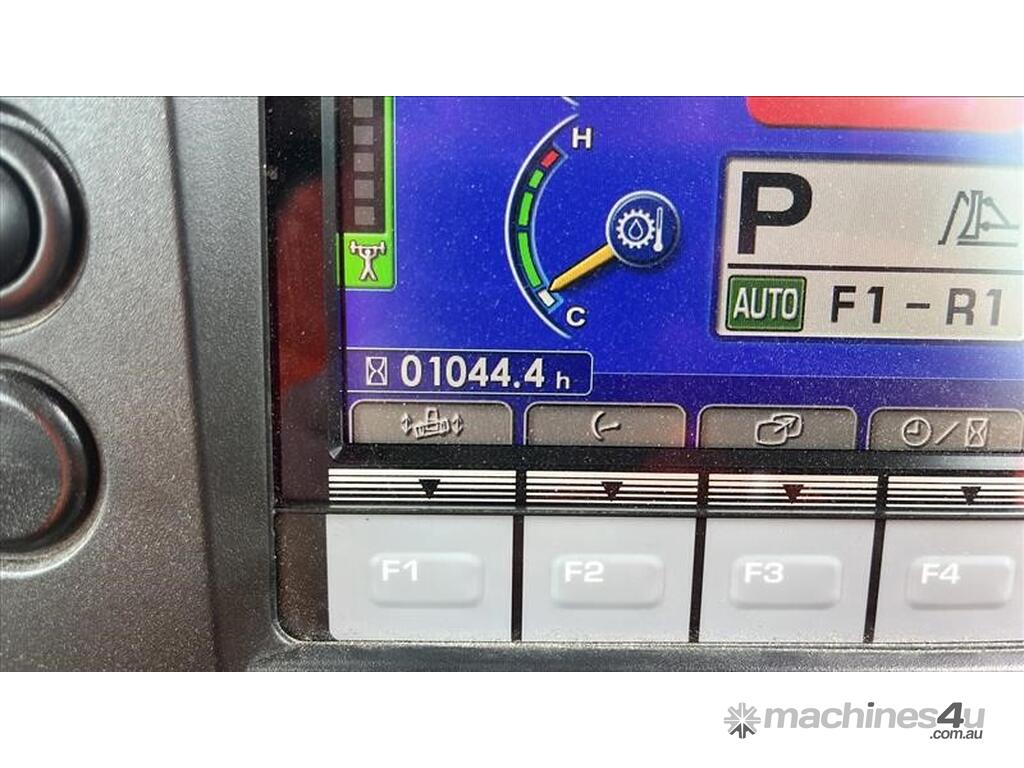 H
P
C
AUTO F1-R1
01044.4 h
F1 F2 F3 F4
machines4u
.com.au